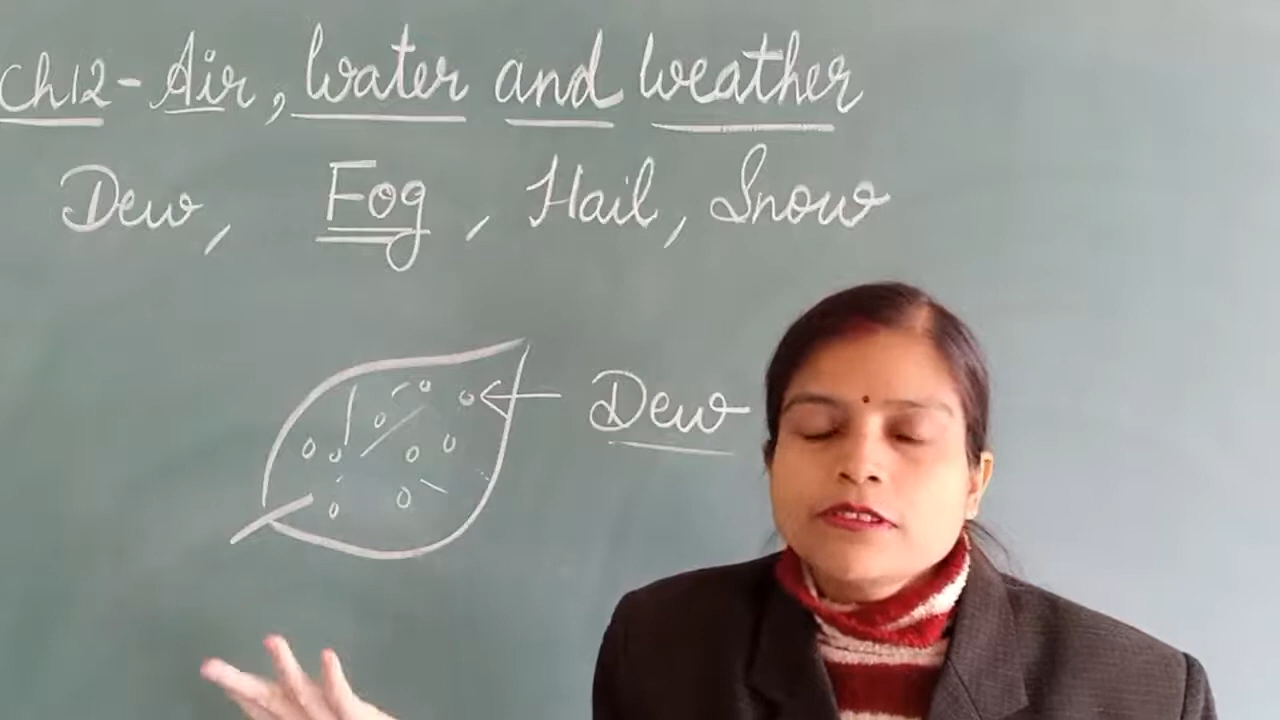 Ch12 - Air, Water and Weather
Dew, Fog, Hail, Snow
Dew